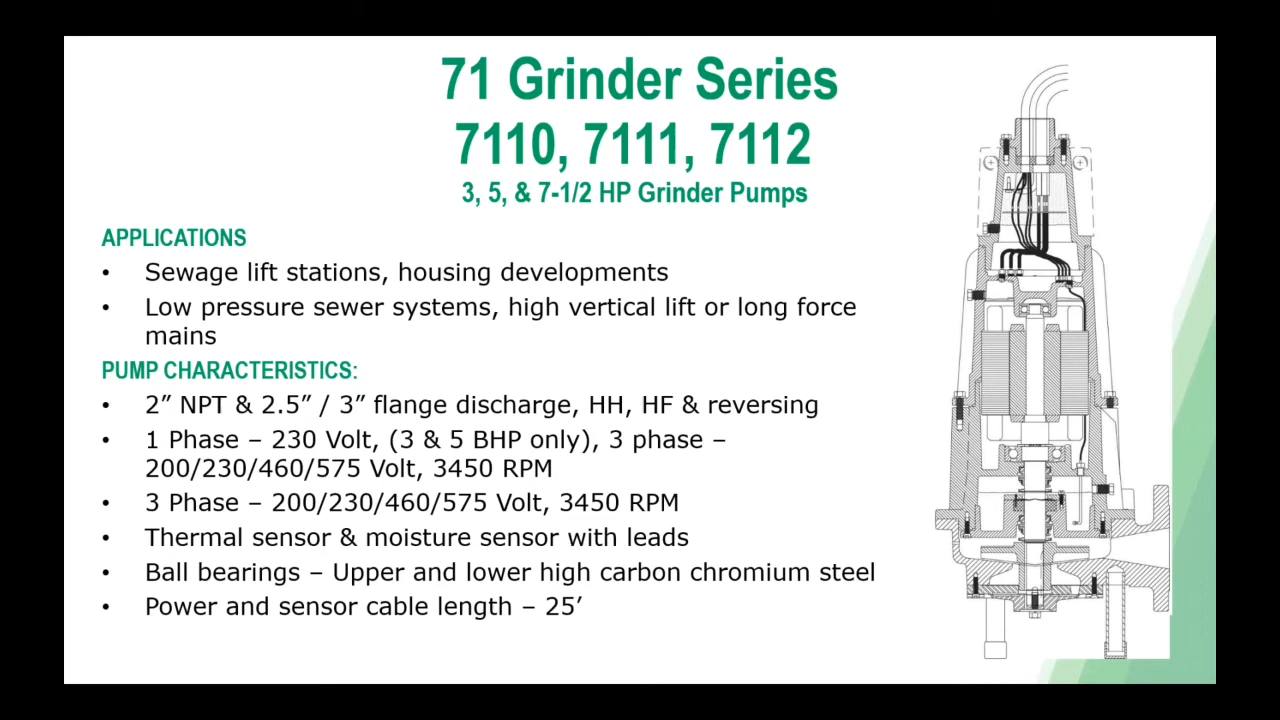 71 Grinder Series
7110, 7111, 7112
3, 5, & 7-1/2 HP Grinder Pumps
APPLICATIONS
• Sewage lift stations, housing developments
• Low pressure sewer systems, high vertical lift or long force
mains
PUMP CHARACTERISTICS:
• 2” NPT & 2.5” / 3” flange discharge, HH, HF & reversing
• 1 Phase – 230 Volt, (3 & 5 BHP only), 3 phase –
200/230/460/575 Volt, 3450 RPM
• 3 Phase – 200/230/460/575 Volt, 3450 RPM
• Thermal sensor & moisture sensor with leads
• Ball bearings – Upper and lower high carbon chromium steel
• Power and sensor cable length – 25’